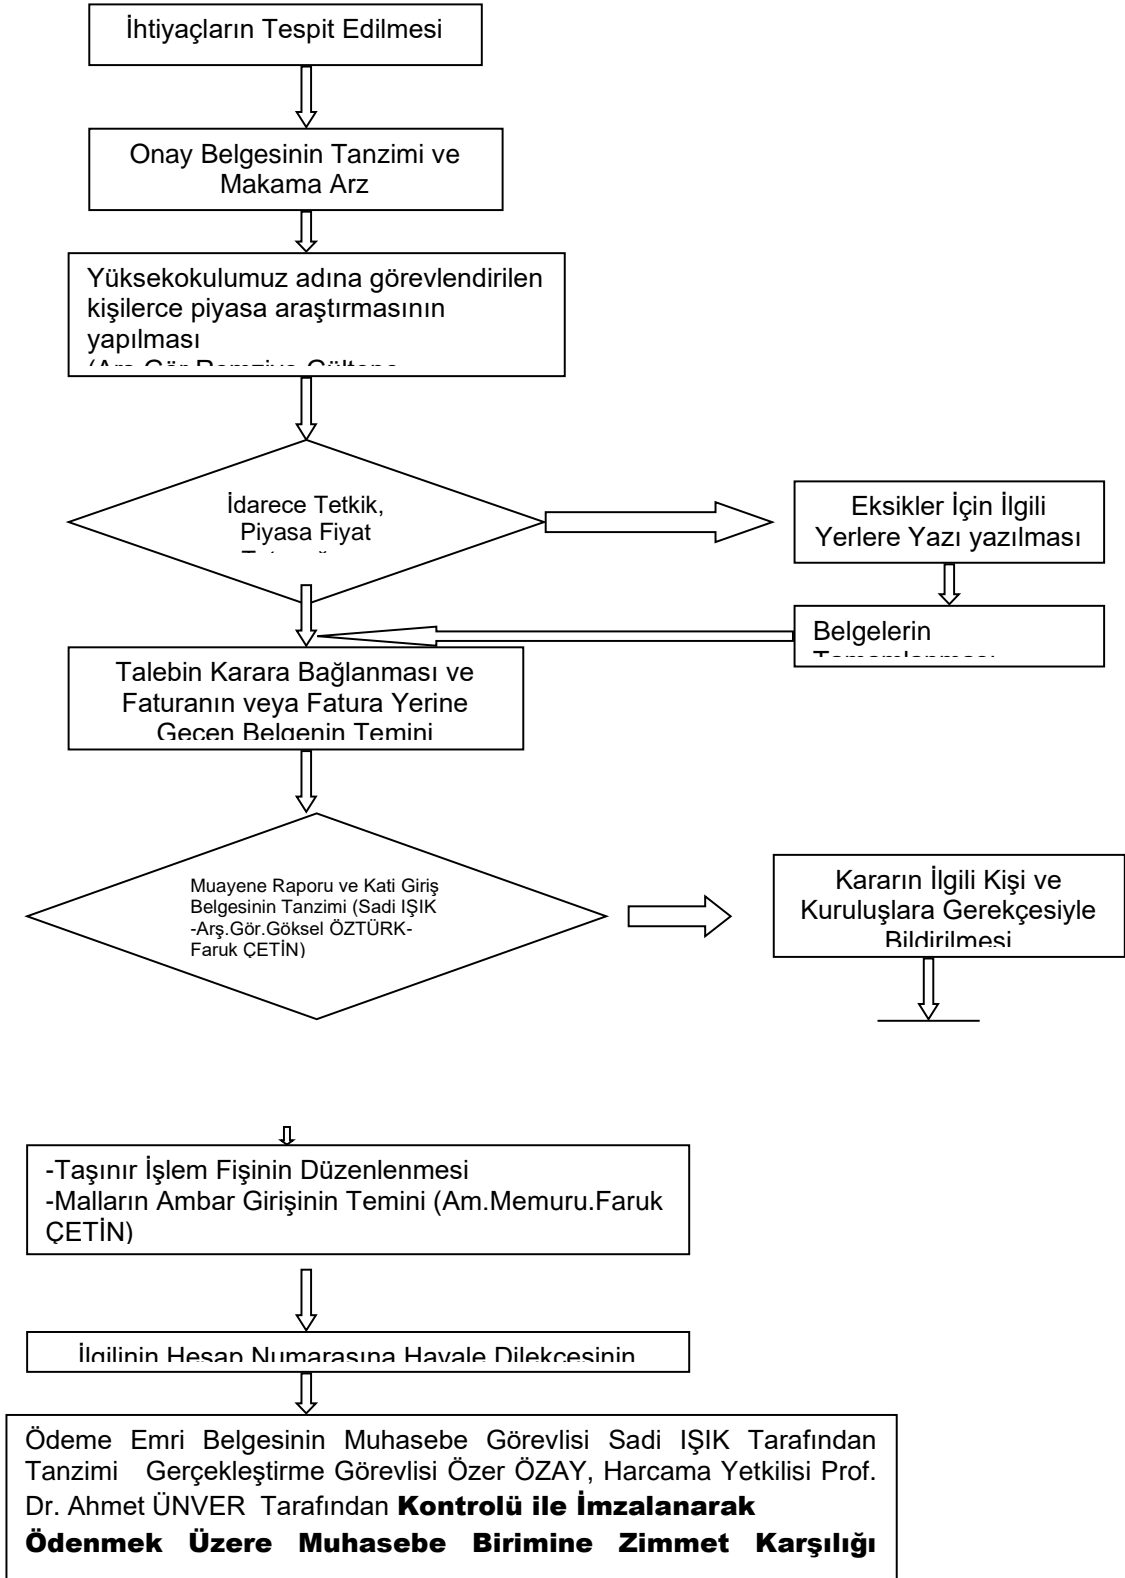 İhtiyaçların Tespit Edilmesi
Onay Belgesinin Tanzimi ve
Makama Arz
Yüksekokulumuz adına görevlendirilen
kişilerce piyasa araştırmasının
yapılması
İdarece Tetkik,
Piyasa Fiyat
Eksikler İçin İlgili
Yerlere Yazı yazılması
Belgelerin
Talebin Karara Bağlanması ve
Faturanın veya Fatura Yerine
Geçen Belgenin Temini
Muayene Raporu ve Kati Giriş
Belgesinin Tanzimi (Sadi IŞIK
-Arş.Gör.Göksel ÖZTÜRK-
Faruk ÇETİN)
Kararın İlgili Kişi ve
Kuruluşlara Gerekçesiyle
Bildirilmesi
-Taşınır İşlem Fişinin Düzenlenmesi
-Malların Ambar Girişinin Temini (Am.Memuru.Faruk
ÇETİN)
İlgilinin Hesap Numarasına Havale Dilekçesinin
Ödeme Emri Belgesinin Muhasebe Görevlisi Sadi IŞIK Tarafından
Tanzimi Gerçekleştirme Görevlisi Özer ÖZAY, Harcama Yetkilisi Prof.
Dr. Ahmet ÜNVER Tarafından Kontrolü ile İmzalanarak
Ödenmek Üzere Muhasebe Birimine Zimmet Karşılığı